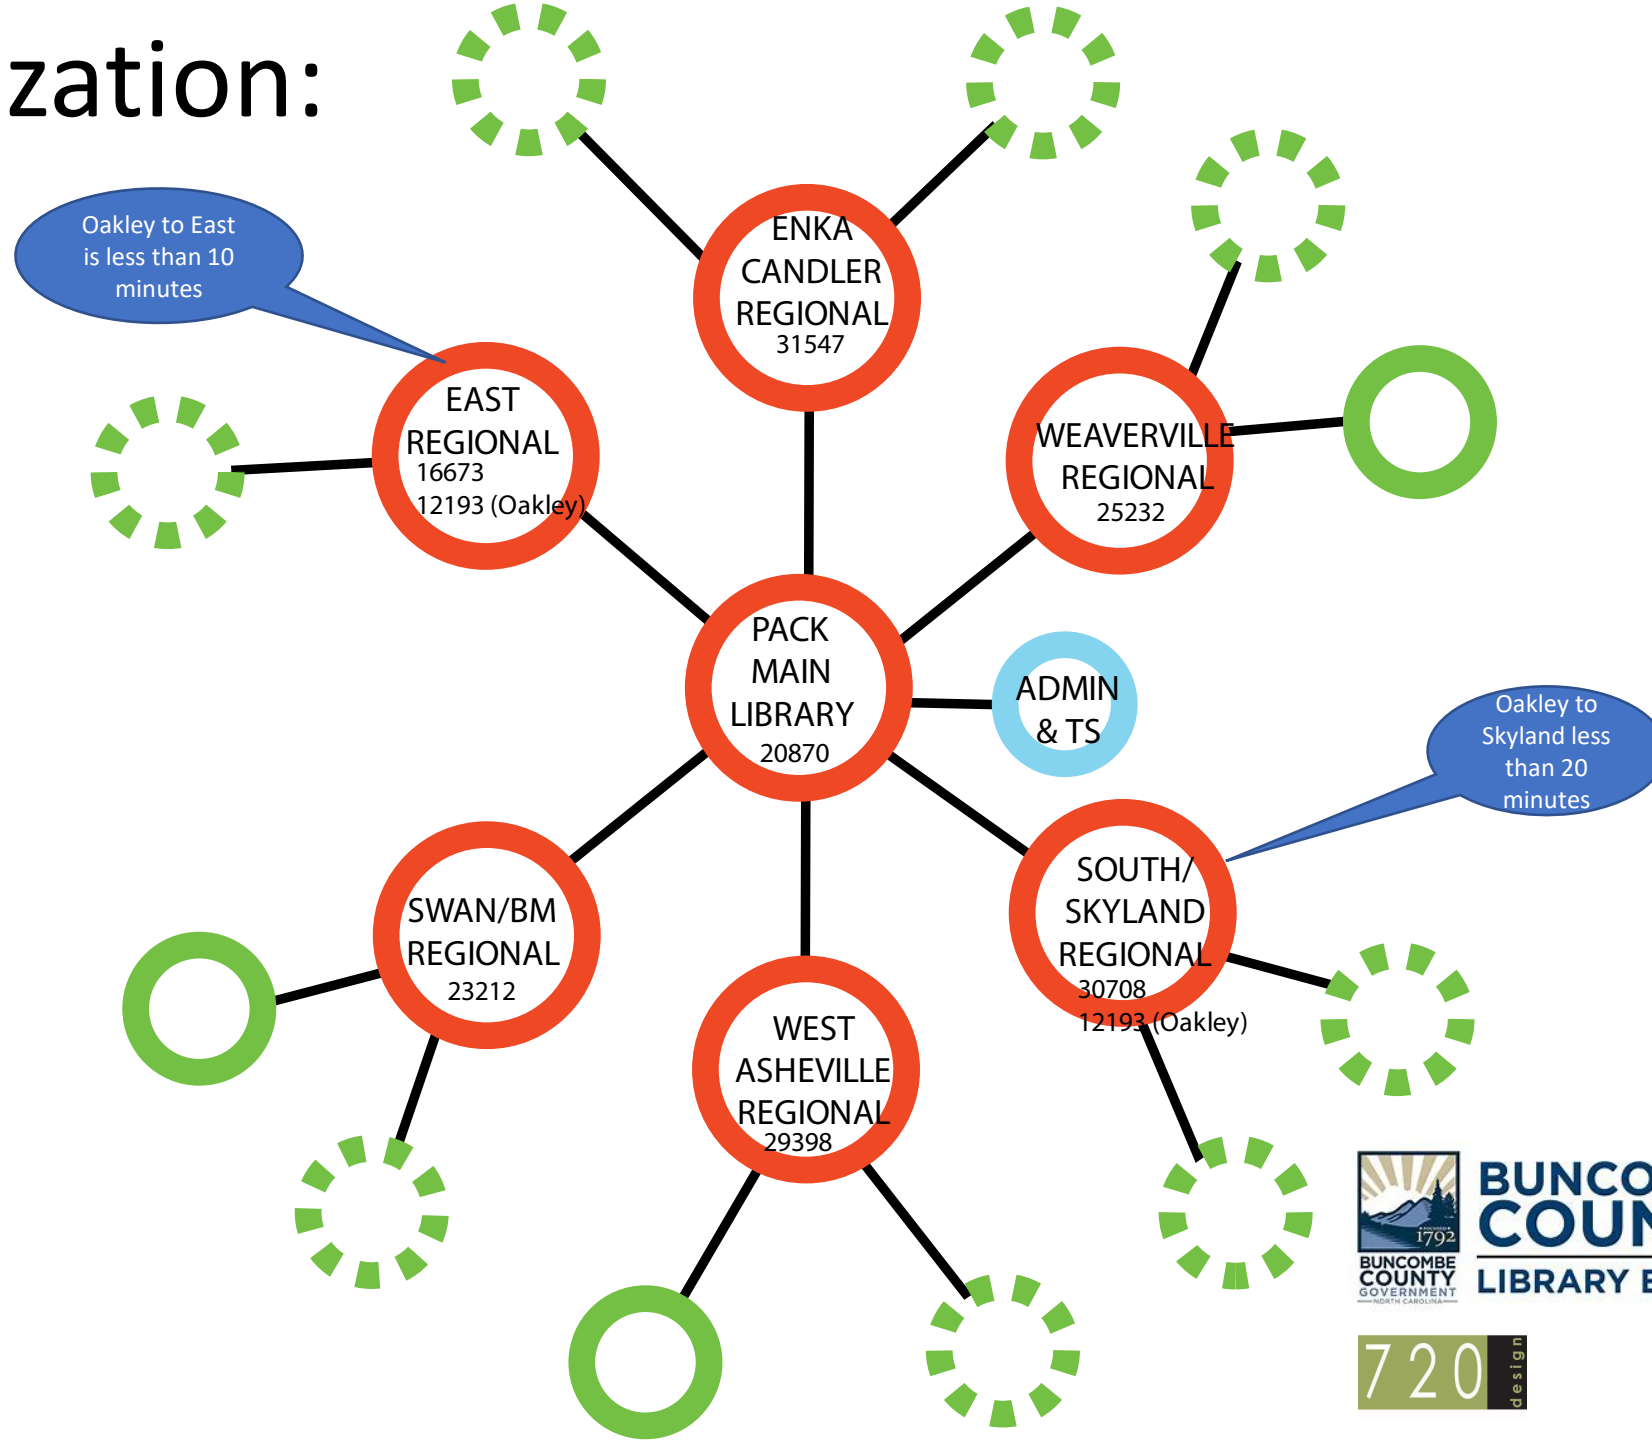 zation:
Oakley to East
is less than 10
minutes
ENKA
CANDLER
REGIONAL
31547
EAST
REGIONAL
16673
12193 (Oakley)
WEAVERVILLE
REGIONAL
25232
PACK
MAIN
LIBRARY
20870
ADMIN
& TS
Oakley to
Skyland less
than 20
minutes
SWAN/BM
REGIONAL
23212
SOUTH/
SKYLAND
REGIONAL
30708
12193 (Oakley)
WEST
ASHEVILLE
REGIONAL
29398
FOUNDED
1792
BUNCOMBE
COUNTY
GOVERNMENT
NORTH CAROLINA
BUNCO
COUN
LIBRARY E
720
design